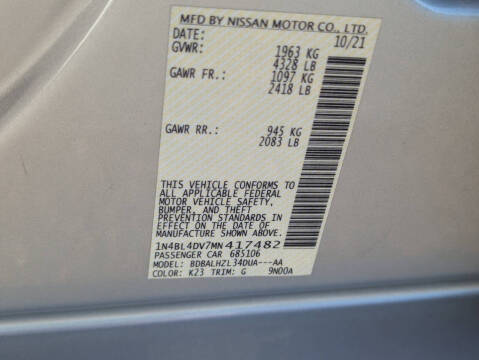 MFD BY NISSAN MOTOR CO., LTD.
DATE: 10/21
GVWR: 1963 KG
4328 LB
GAWR FR.: 1097 KG
2418 LB
GAWR RR.: 945 KG
2083 LB
THIS VEHICLE CONFORMS TO
ALL APPLICABLE FEDERAL
MOTOR VEHICLE SAFETY,
BUMPER, AND THEFT
PREVENTION STANDARDS IN
EFFECT ON THE DATE OF
MANUFACTURE SHOWN ABOVE.
1N4BL4DV7MN417482
PASSENGER CAR 685106
MODEL: BDBALHZL34DUA---AA
COLOR: K23 TRIM: G 9N00A